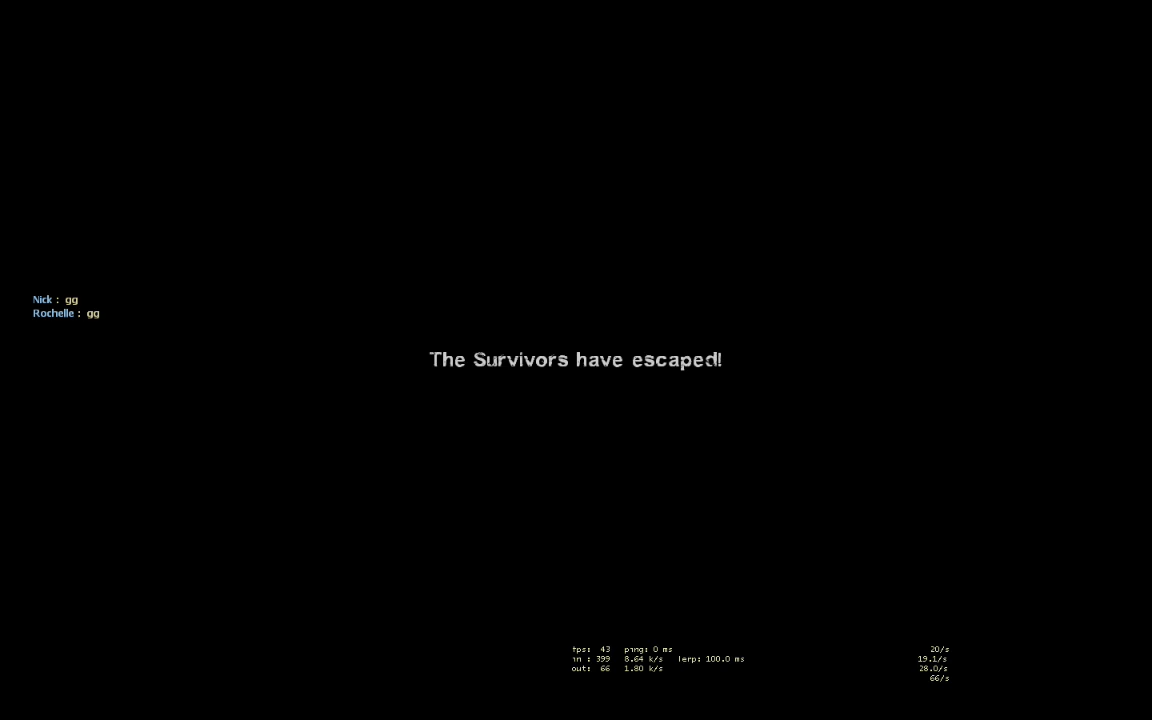 Nick : gg
Rochelle : gg
The Survivors have escaped!
fps: 43 ping: 0 ms 20/s
in : 399 8.64 k/s lerp: 100.0 ms 19.1/s
out: 66 1.80 k/s 28.0/s
66/s